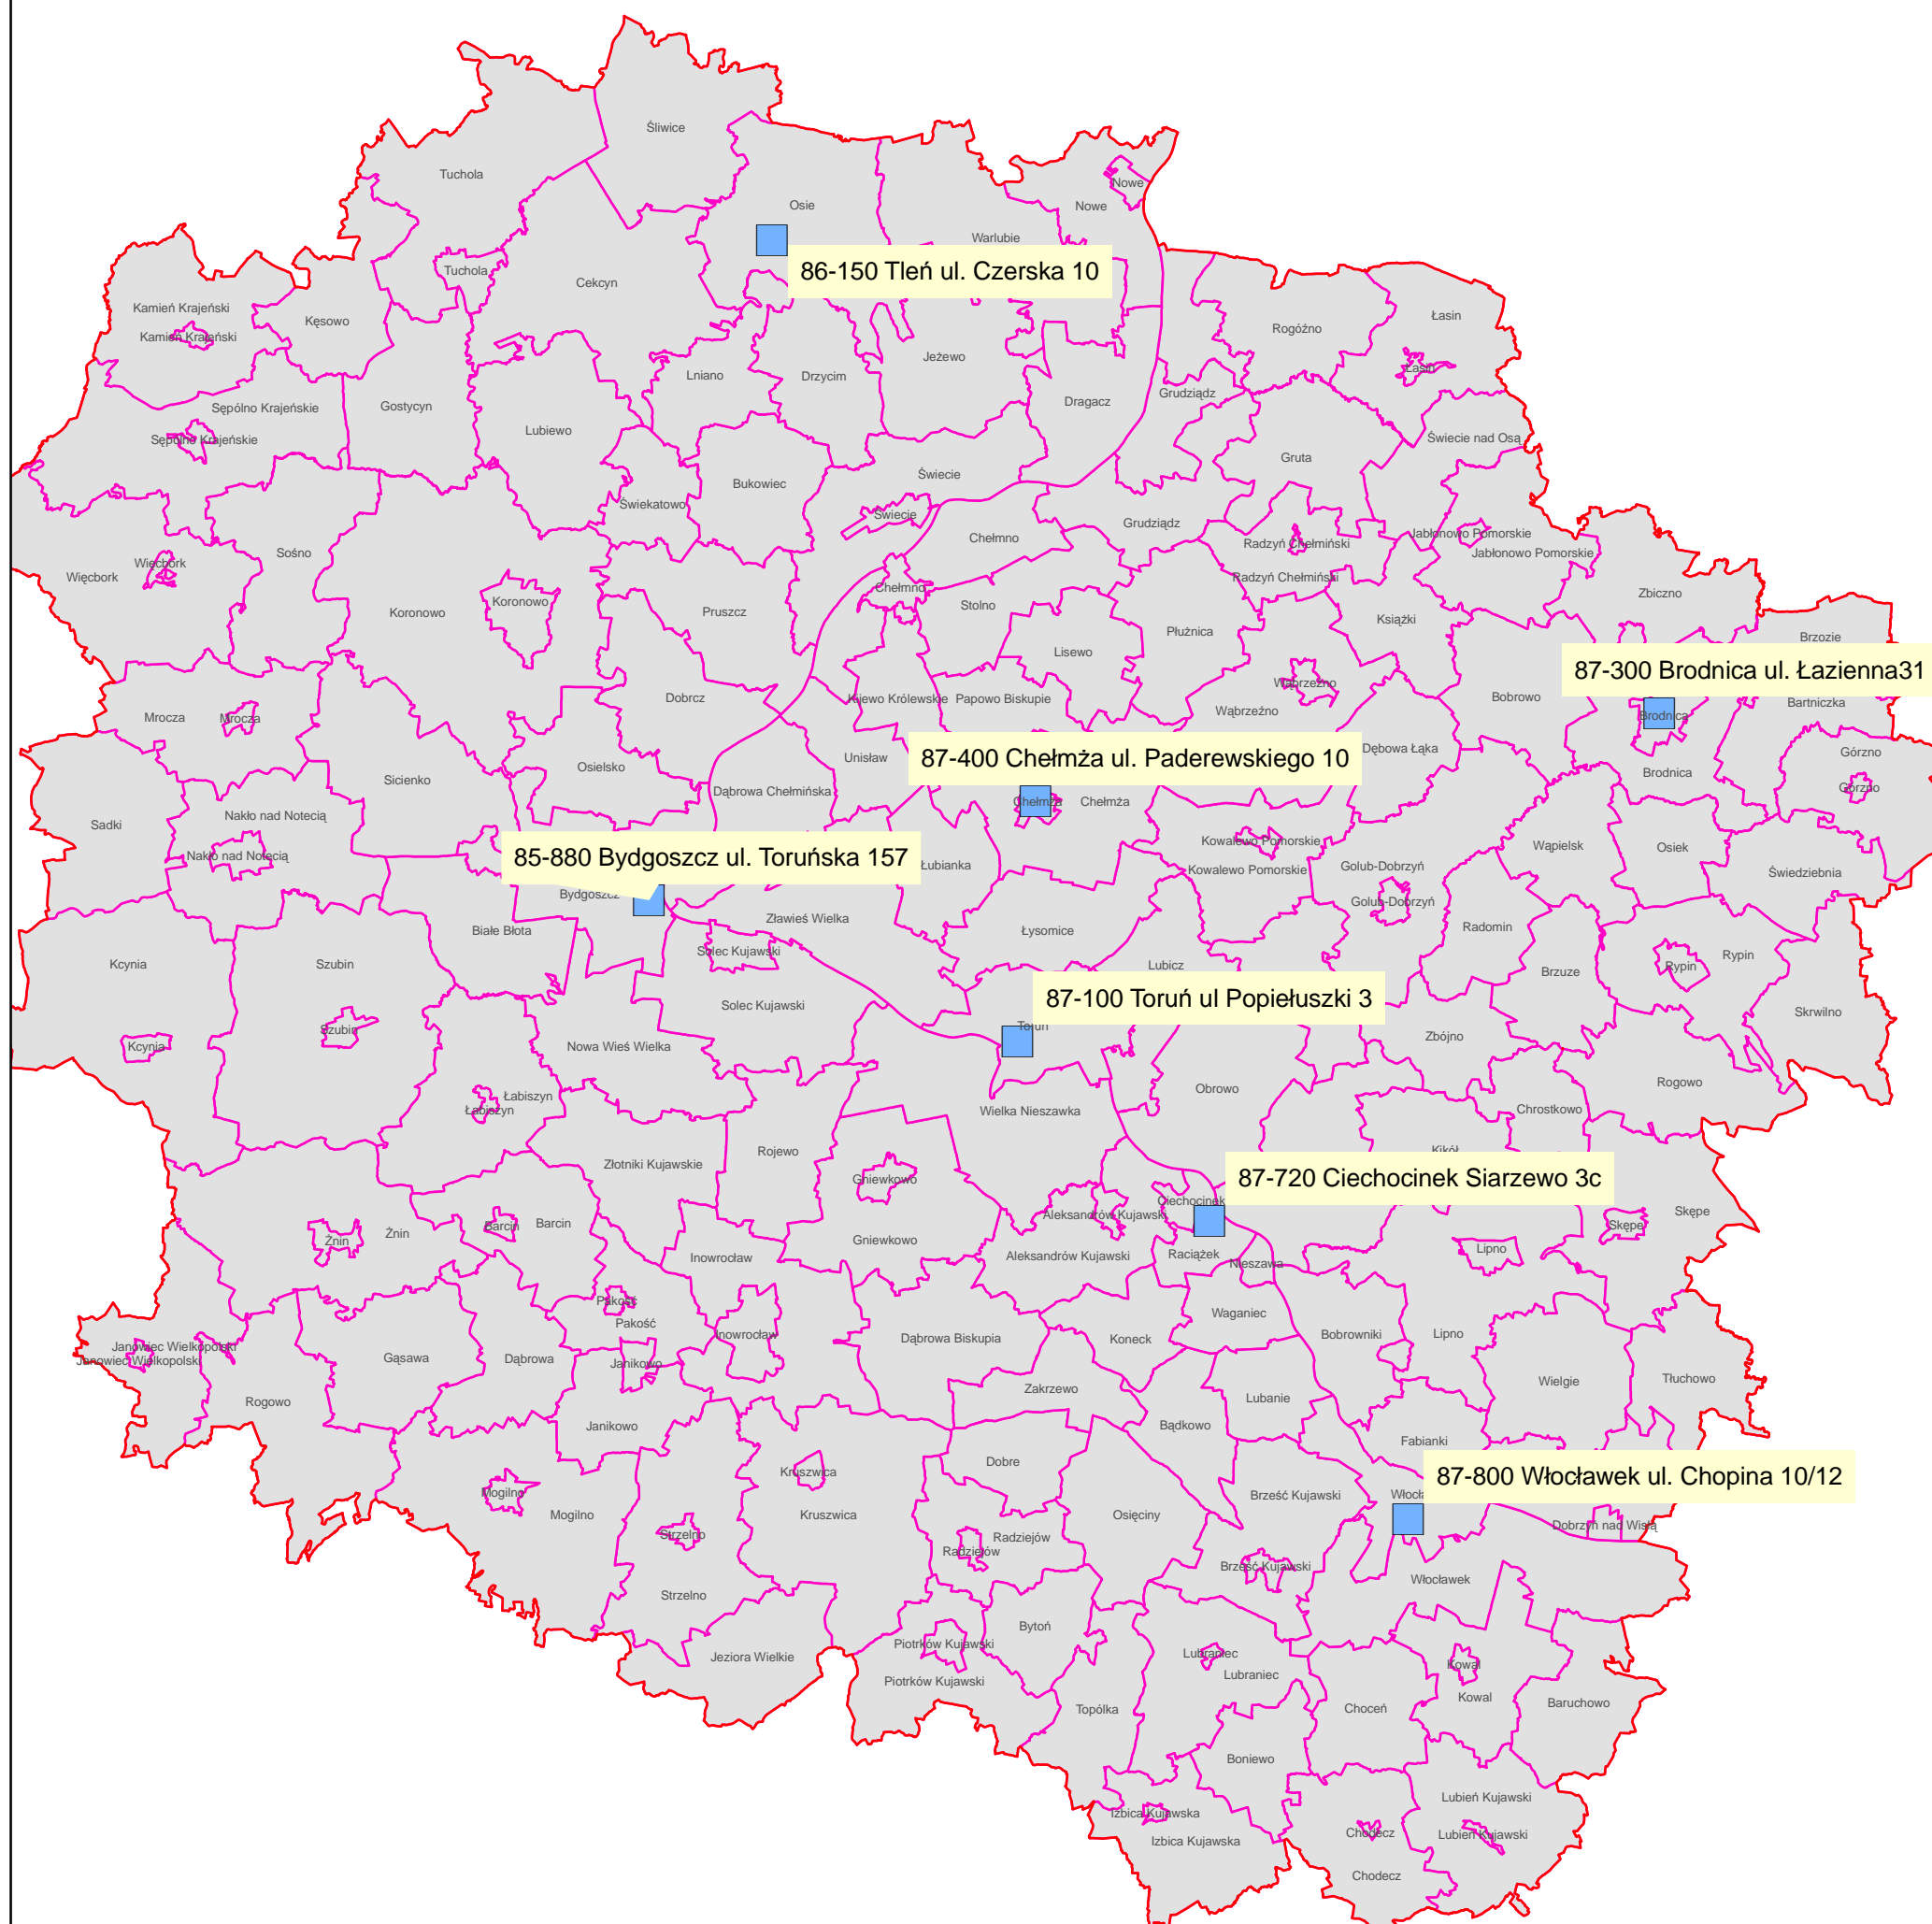 Śliwice
Tuchola
Nowe
Nowe
Osie
Warlubie
86-150 Tleń ul. Czerska 10
Tuchola
Cekcyn
Kamień Krajeński
Kęsowo
Kamień Krajeński
Łasin
Rogóźno
Jeżewo
Łasin
Lniano
Drzycim
Grudziądz
Dragacz
Sępólno Krajeńskie
Gostycyn
Lubiewo
Sępólno Krajeńskie
Świecie nad Osą
Gruta
Świecie
Bukowiec
Świekatowo
Świecie
Grudziądz
Chełmno
Jabłonowo Pomorskie
Radzyń Chełmiński
Jabłonowo Pomorskie
Sośno
Więcbork
Więcbork
Radzyń Chełmiński
Chełmno
Zbiczno
Koronowo
Koronowo
Pruszcz
Stolno
Książki
Płużnica
Brzozie
Lisewo
87-300 Brodnica ul. Łazienna31
Wąbrzeźno
Dobrcz
Kijewo Królewskie
Papowo Biskupie
Bobrowo
Bartniczka
Wąbrzeźno
Brodnica
Mrocza
Mrocza
Dębowa Łąka
Górzno
Unisław
87-400 Chełmża ul. Paderewskiego 10
Osielsko
Brodnica
Sicienko
Górzno
Dąbrowa Chełmińska
Chełmża
Chełmża
Nakło nad Notecią
Sadki
Kowalewo Pomorskie
Wąpielsk
Osiek
Nakło nad Notecią
85-880 Bydgoszcz ul. Toruńska 157
Łubianka
Golub-Dobrzyń
Kowalewo Pomorskie
Świedziebnia
Bydgoszcz
Golub-Dobrzyń
Zławieś Wielka
Radomin
Białe Błota
Łysomice
Solec Kujawski
Rypin
Kcynia
Szubin
Lubicz
Rypin
Brzuze
Solec Kujawski
87-100 Toruń ul Popiełuszki 3
Skrwilno
Toruń
Szubin
Zbójno
Kcynia
Nowa Wieś Wielka
Rogowo
Obrowo
Łabiszyn
Łabiszyn
Wielka Nieszawka
Chrostkowo
Rojewo
Kikół
Złotniki Kujawskie
87-720 Ciechocinek Siarzewo 3c
Gniewkowo
Ciechocinek
Skępe
Aleksandrów Kujawski
Skępe
Barcin
Barcin
Żnin
Żnin
Gniewkowo
Lipno
Inowrocław
Aleksandrów Kujawski
Raciążek
Nieszawa
Pakość
Waganiec
Pakość
Inowrocław
Dąbrowa Biskupia
Koneck
Bobrowniki
Lipno
Janowiec Wielkopolski
Janowiec Wielkopolski
Gąsawa
Dąbrowa
Janikowo
Wielgie
Tłuchowo
Zakrzewo
Lubanie
Rogowo
Janikowo
Bądkowo
Fabianki
Dobre
Kruszwica
87-800 Włocławek ul. Chopina 10/12
Mogilno
Brześć Kujawski
Mogilno
Kruszwica
Osięciny
Dobrzyń nad Wisłą
Strzelno
Radziejów
Radziejów
Brześć Kujawski
Włocławek
Strzelno
Bytoń
Piotrków Kujawski
Lubraniec
Jeziora Wielkie
Kowal
Lubraniec
Piotrków Kujawski
Kowal
Topólka
Choceń
Baruchowo
Boniewo
Lubień Kujawski
Izbica Kujawska
Chodecz
Lubień Kujawski
Izbica Kujawska
Chodecz